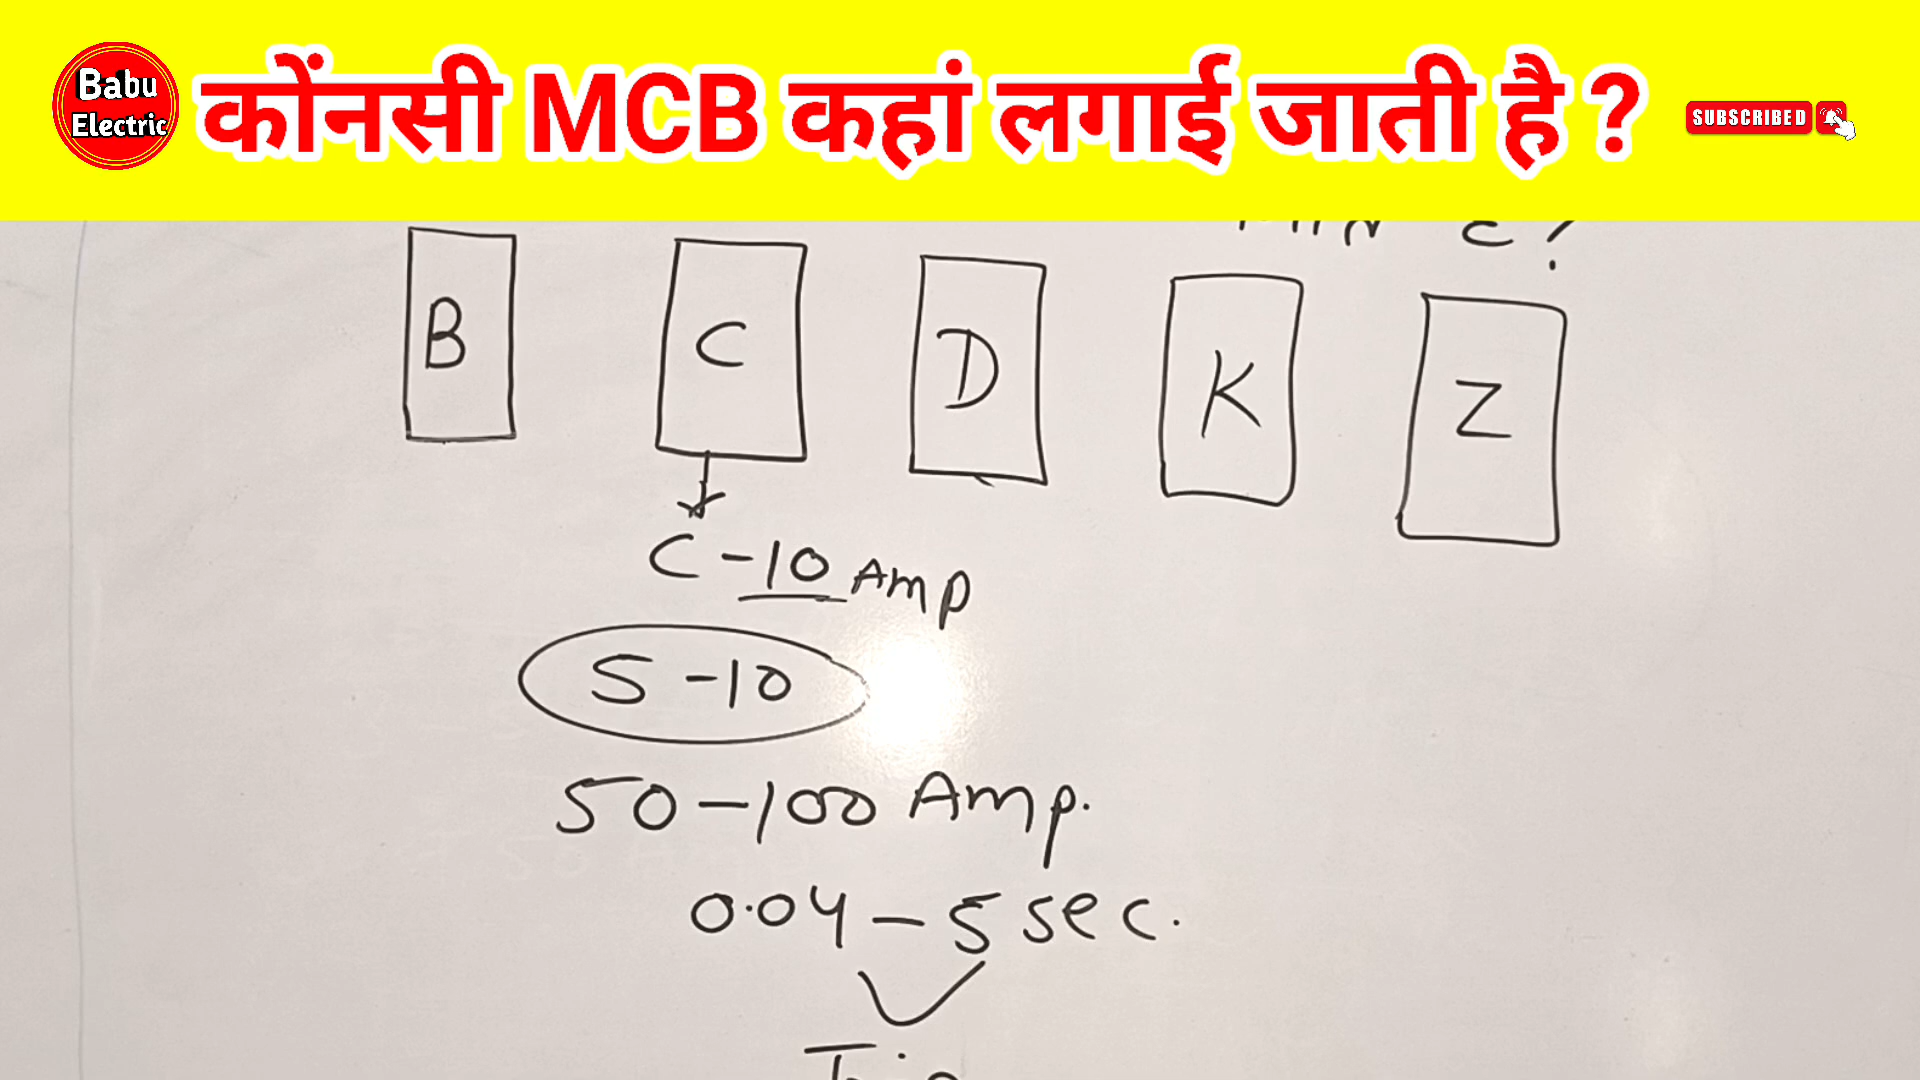 Babu
Electric
कोंनसी MCB कहां लगाई जाती है ?
SUBSCRIBED
B C D K Z
C - 10 Amp
5 - 10
50 - 100 Amp.
0.04 - 5 sec.